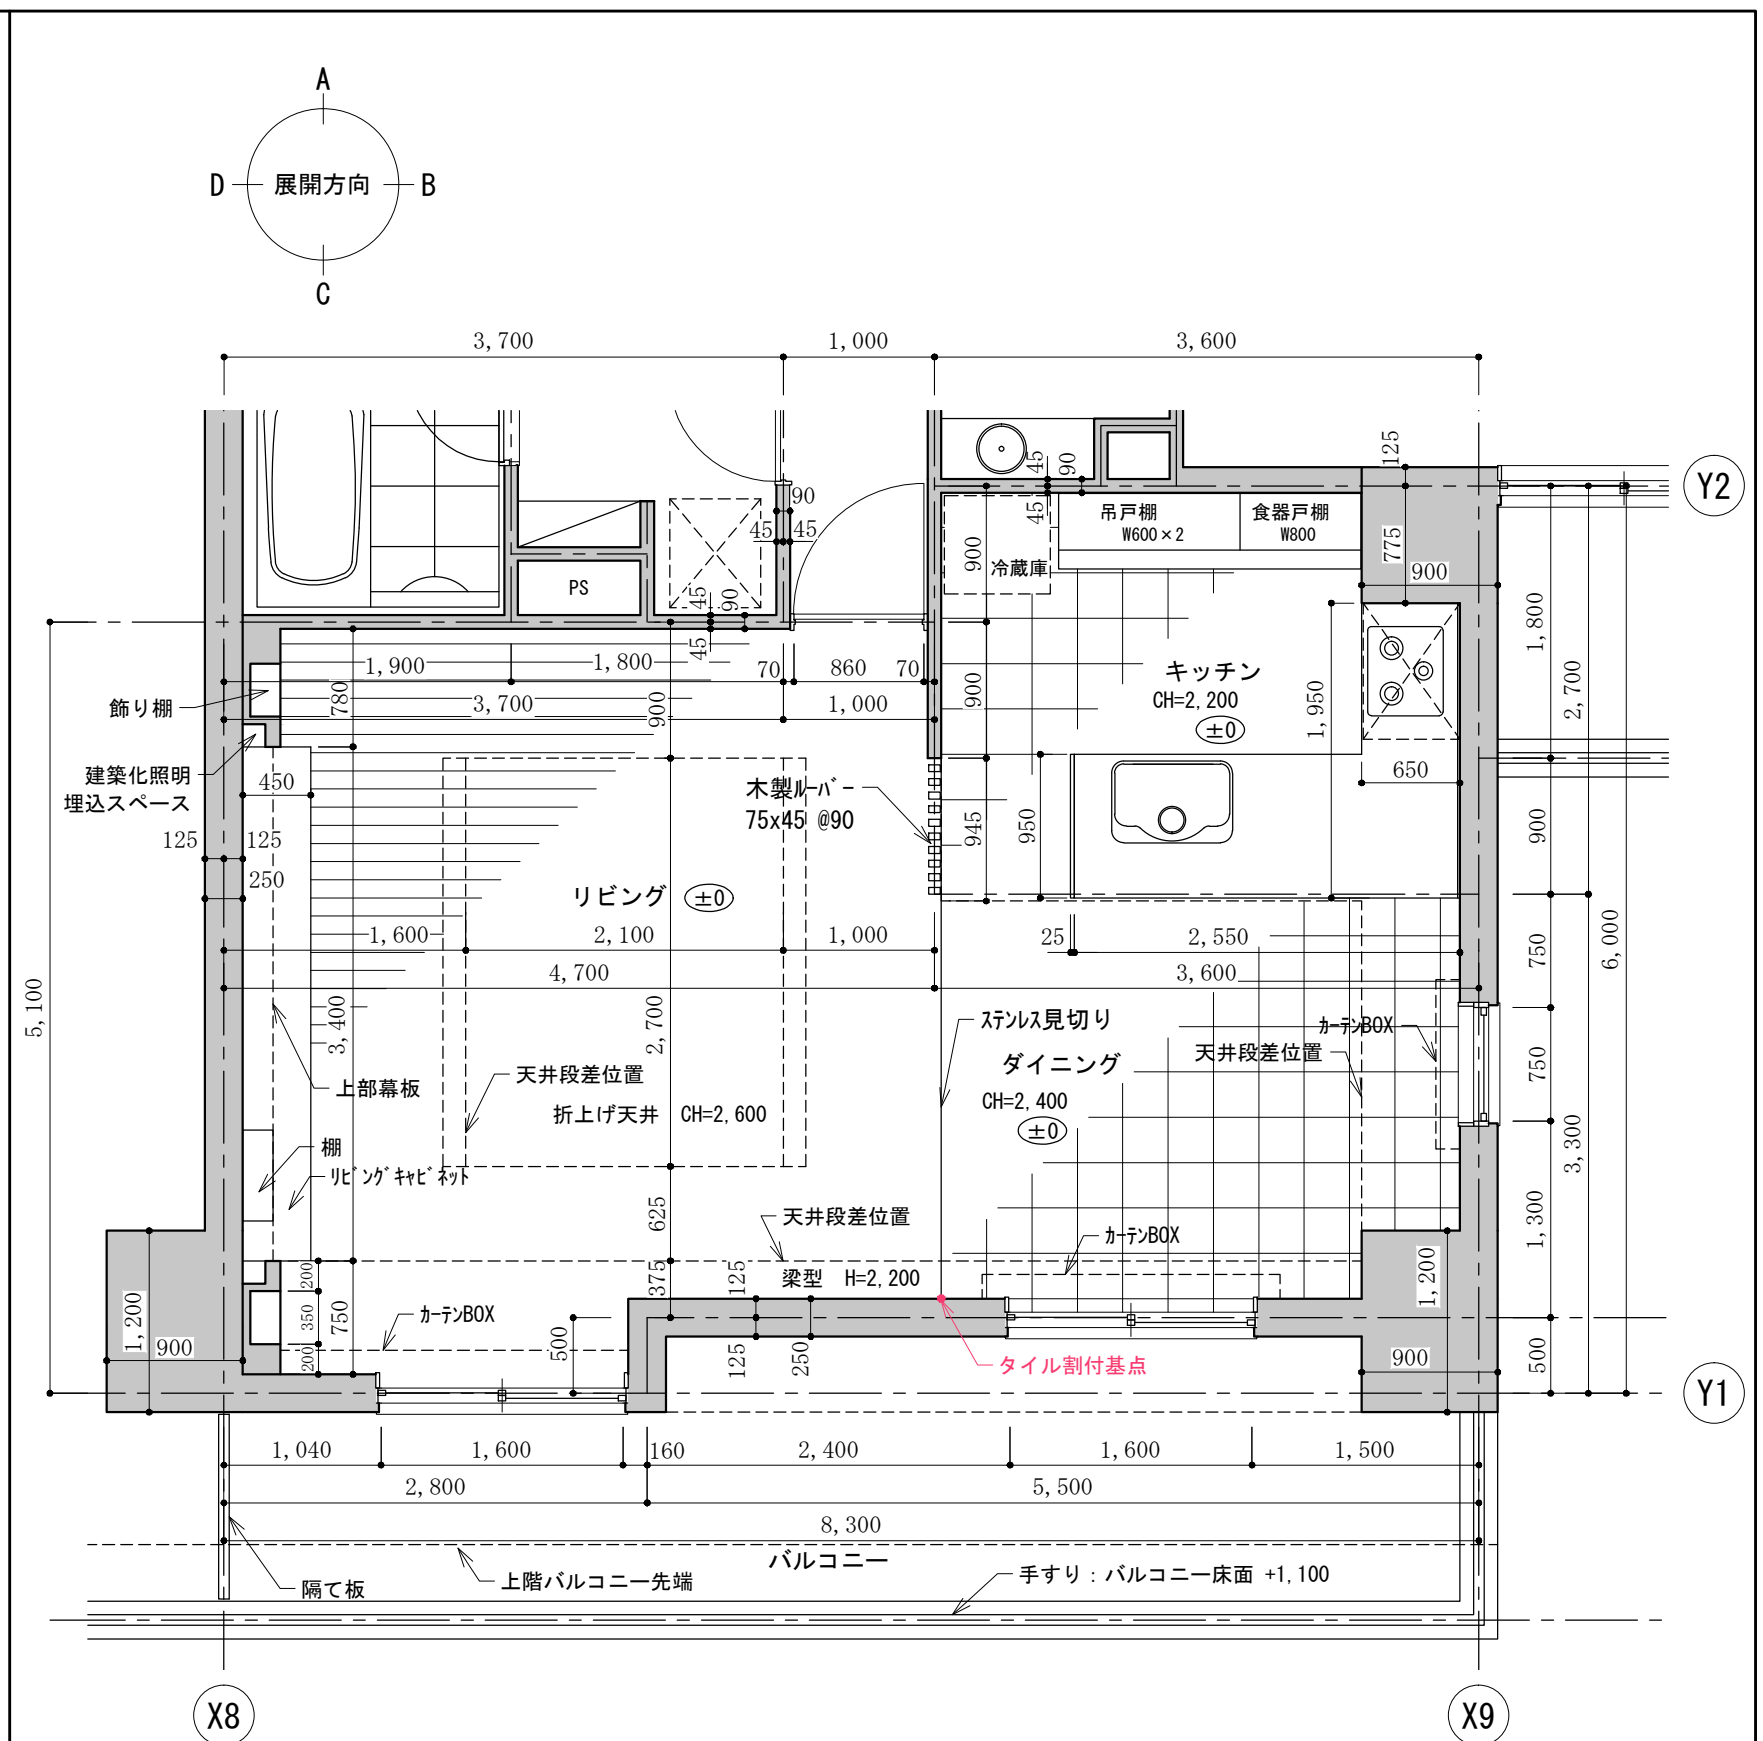 A
D 展開方向 B
C
3,700 1,000 3,600
125
Y2
45 90
45
90
45 45
吊戸棚
W600×2
食器戸棚
W800
775
900
冷蔵庫
900
PS
45 90
45
1,800
2,700
1,900 1,800 70 860 70
キッチン
CH=2,200
±0
飾り棚
780
3,700 1,000
900
900
1,950
建築化照明
埋込スペース
450
木製ルーバー
75x45 @90
650
945
950
900
125 125
250
リビング ±0
1,600 2,100 1,000
25 2,550
750
6,000
4,700 3,600
5,100
3,400
2,700
ステンレス見切り
カーテンBOX
ダイニング
天井段差位置
750
天井段差位置
上部幕板
折上げ天井 CH=2,600
CH=2,400
±0
3,300
棚
リビングキャビネット
625
天井段差位置
カーテンBOX
1,300
200
375
125
梁型 H=2,200
1,200
1,200
350
750
カーテンBOX
500
900
200
125
250
タイル割付基点
900
500
Y1
1,040 1,600 160 2,400 1,600 1,500
2,800 5,500
8,300
バルコニー
隔て板
上階バルコニー先端
手すり：バルコニー床面 +1,100
X8
X9